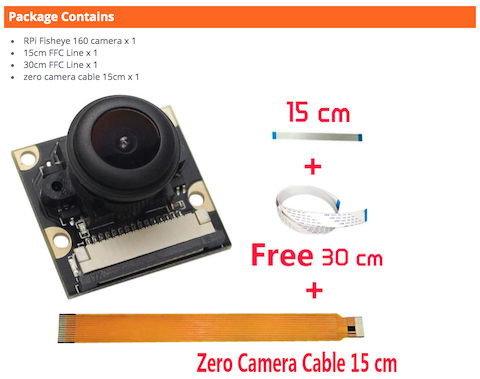 Package Contains
RPi Fisheye 160 camera x 1
15cm FFC Line x 1
30cm FFC Line x 1
zero camera cable 15cm x 1
15 cm
+
Free 30 cm
+
Zero Camera Cable 15 cm